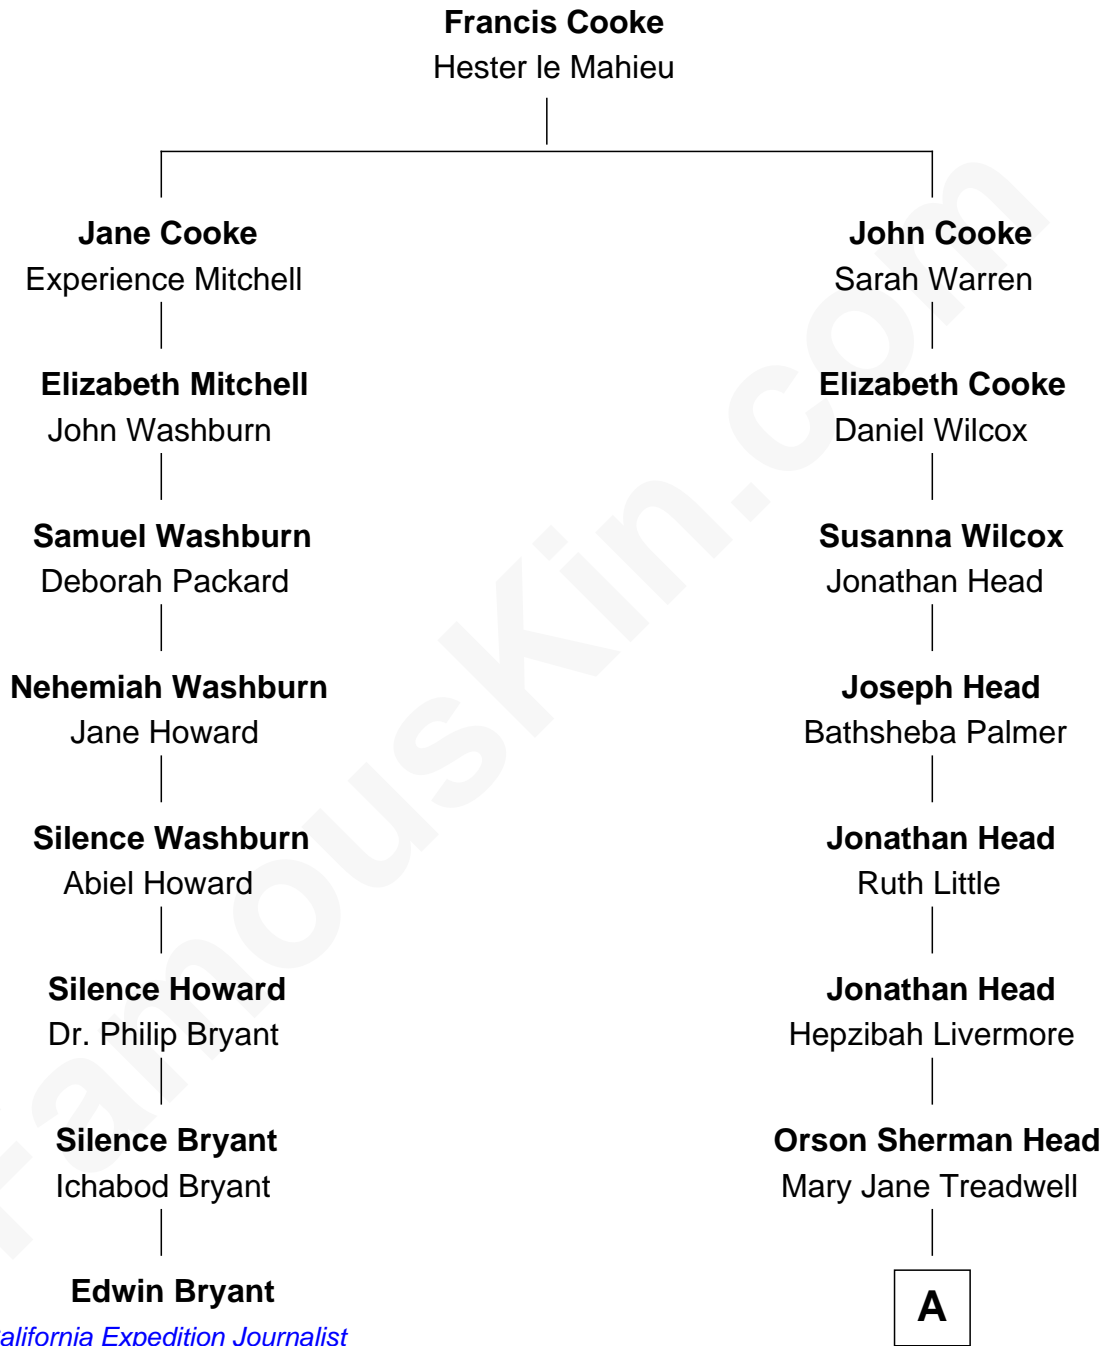 Francis Cooke
Hester le Mahieu
Jane Cooke
Experience Mitchell
John Cooke
Sarah Warren
Elizabeth Mitchell
John Washburn
Elizabeth Cooke
Daniel Wilcox
Samuel Washburn
Deborah Packard
Susanna Wilcox
Jonathan Head
Nehemiah Washburn
Jane Howard
Joseph Head
Bathsheba Palmer
Silence Washburn
Abiel Howard
Jonathan Head
Ruth Little
Silence Howard
Dr. Philip Bryant
Jonathan Head
Hepzibah Livermore
Silence Bryant
Ichabod Bryant
Orson Sherman Head
Mary Jane Treadwell
Edwin Bryant
alifornia Expedition Journalist
A
FamousKin.com